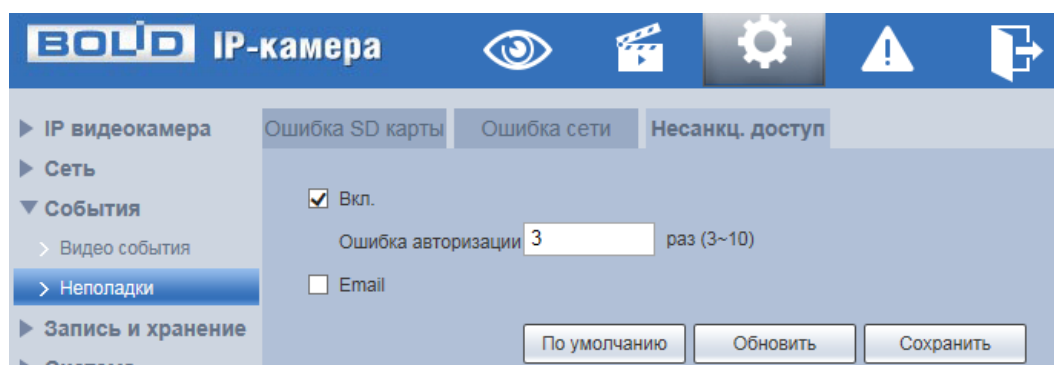 BOLID IP-камера
IP видеокамера
Сеть
События
Видео события
Неполадки
Запись и хранение
Система
Ошибка SD карты Ошибка сети Несанкц. доступ
Вкл.
Ошибка авторизации 3 раз (3~10)
Email
По умолчанию Обновить Сохранить